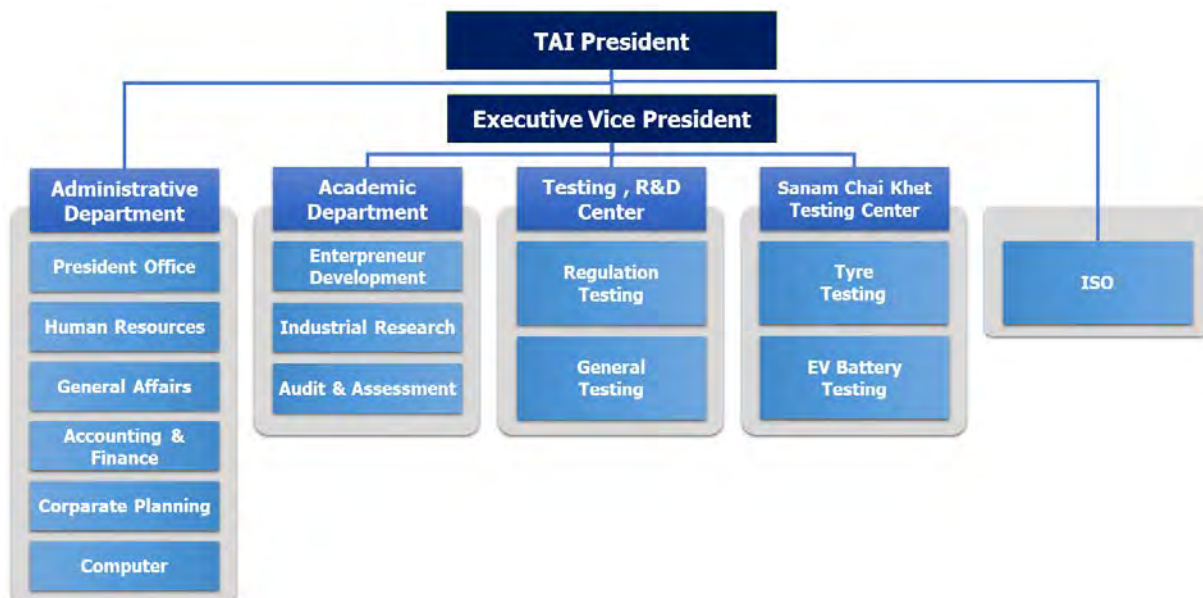 TAI President
Executive Vice President
Administrative
Department
President Office
Human Resources
General Affairs
Accounting &
Finance
Corparate Planning
Computer
Academic
Department
Enterpreneur
Development
Industrial Research
Audit & Assessment
Testing , R&D
Center
Regulation
Testing
General
Testing
Sanam Chai Khet
Testing Center
Tyre
Testing
EV Battery
Testing
ISO